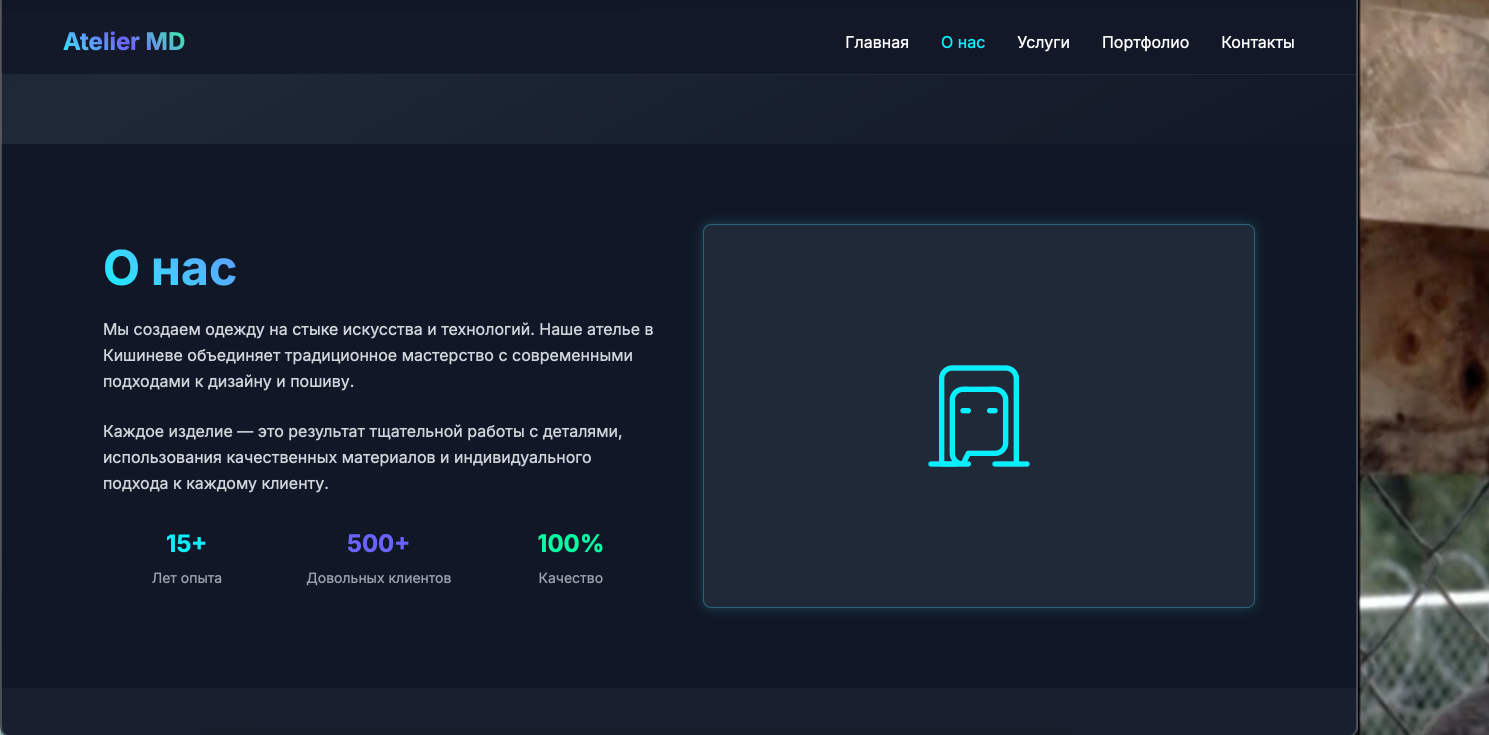 Atelier MD
Главная О нас Услуги Портфолио Контакты
О нас
Мы создаем одежду на стыке искусства и технологий. Наше ателье в
Кишиневе объединяет традиционное мастерство с современными
подходами к дизайну и пошиву.
Каждое изделие — это результат тщательной работы с деталями,
использования качественных материалов и индивидуального
подхода к каждому клиенту.
15+ 500+ 100%
Лет опыта Довольных клиентов Качество